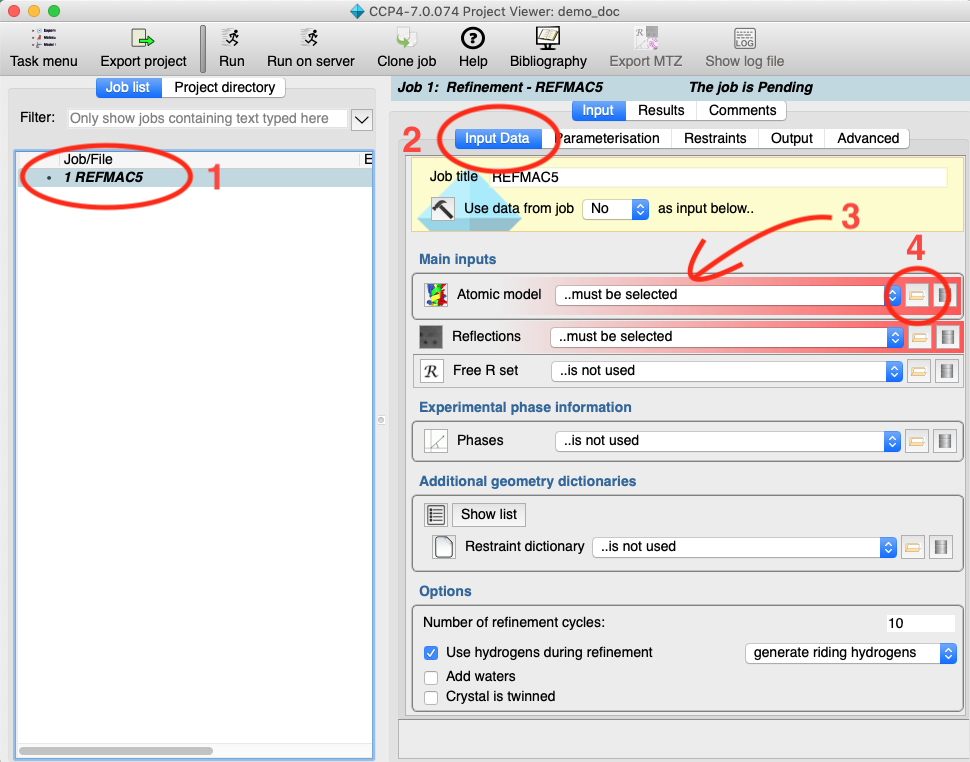 CCP4-7.0.074 Project Viewer: demo_doc
Task menu Export project Run Run on server Clone job Help Bibliography Export MTZ Show log file
Job list Project directory
Filter: Only show jobs containing text typed here
Job/File E
1 REFMAC5
1
Job 1: Refinement - REFMAC5 The job is Pending
Input Results Comments
2
Input Data Parameterisation Restraints Output Advanced
Job title REFMAC5
Use data from job No as input below..
3
4
Main inputs
Atomic model ..must be selected
Reflections ..must be selected
R Free R set ..is not used
Experimental phase information
Phases ..is not used
Additional geometry dictionaries
Show list
Restraint dictionary ..is not used
Options
Number of refinement cycles: 10
Use hydrogens during refinement generate riding hydrogens
Add waters
Crystal is twinned